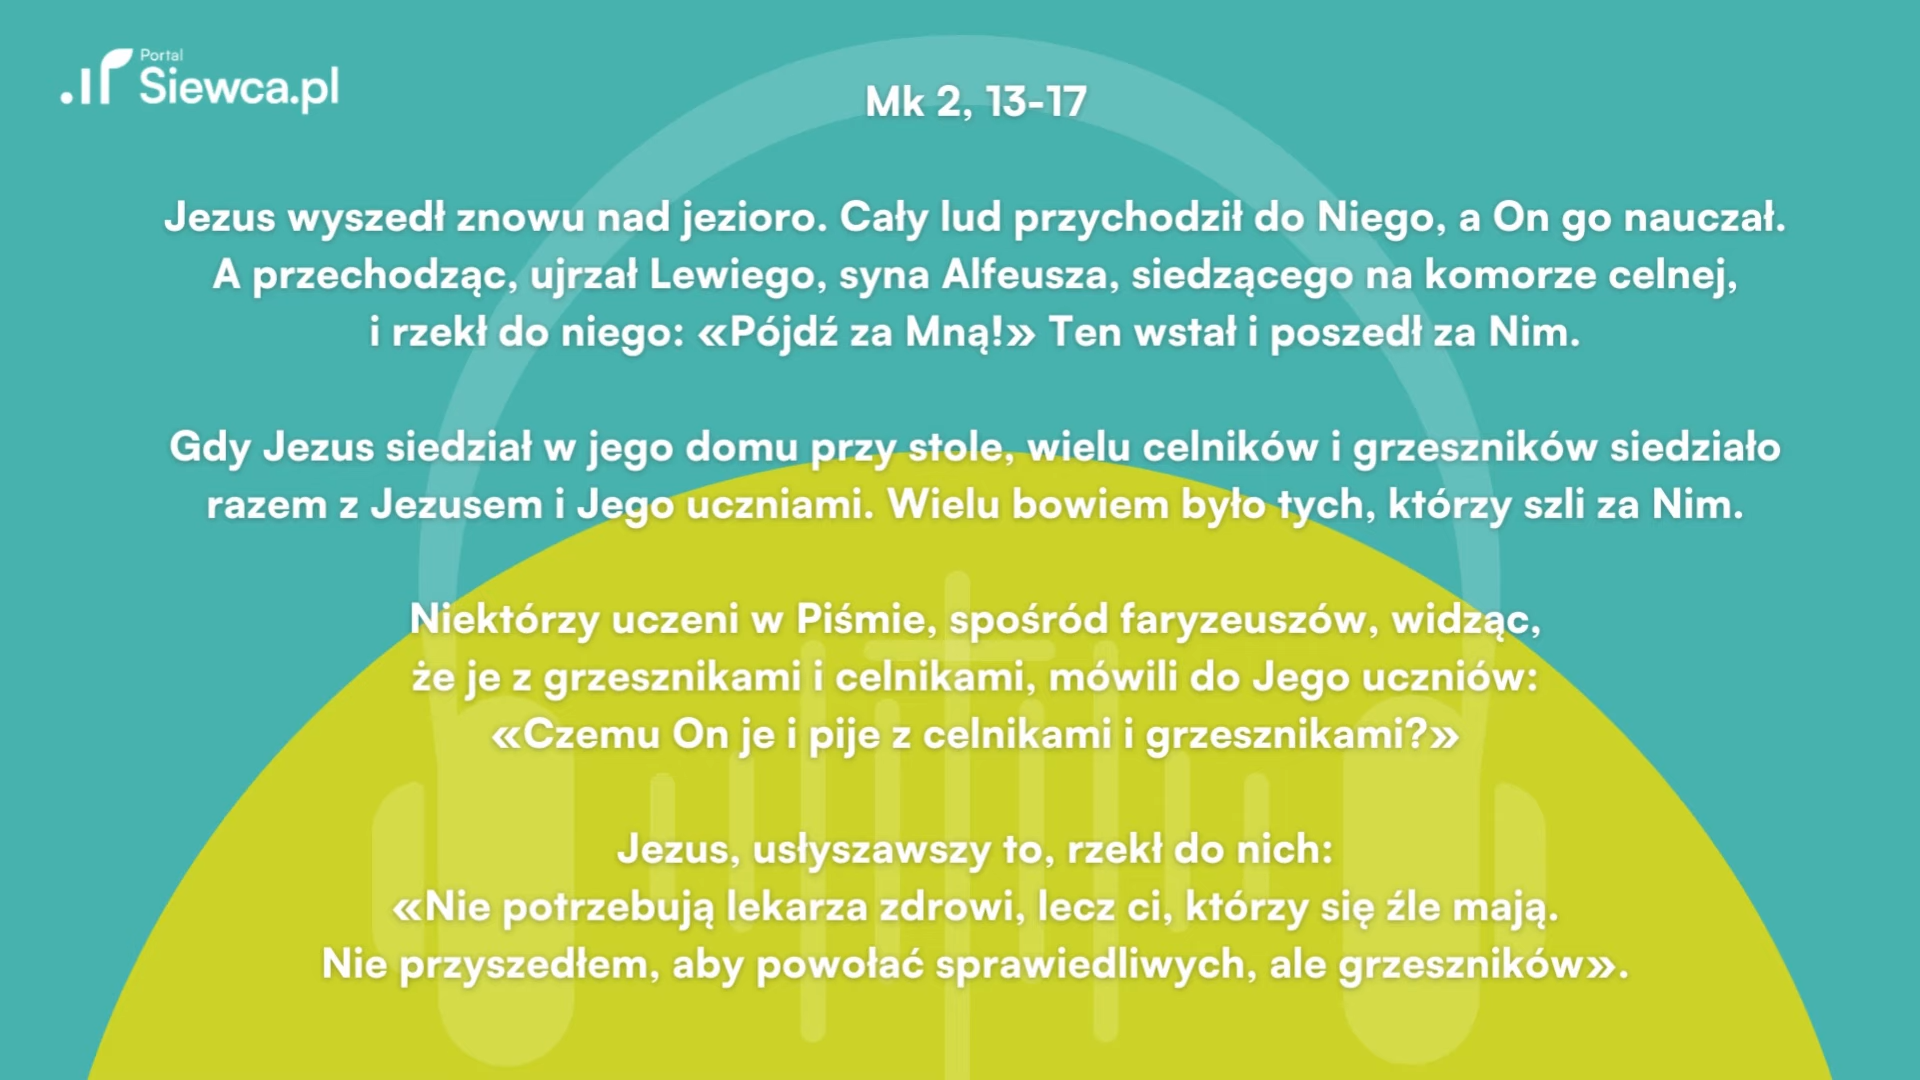 Portal
Siewca.pl
Mk 2, 13-17
Jezus wyszedł znowu nad jezioro. Cały lud przychodził do Niego, a On go nauczał.
A przechodząc, ujrzał Lewiego, syna Alfeusza, siedzącego na komorze celnej,
i rzekł do niego: «Pójdź za Mną!» Ten wstał i poszedł za Nim.
Gdy Jezus siedział w jego domu przy stole, wielu celników i grzeszników siedziało
razem z Jezusem i Jego uczniami. Wielu bowiem było tych, którzy szli za Nim.
Niektórzy uczeni w Piśmie, spośród faryzeuszów, widząc,
że je z grzesznikami i celnikami, mówili do Jego uczniów:
«Czemu On je i pije z celnikami i grzesznikami?»
Jezus, usłyszawszy to, rzekł do nich:
«Nie potrzebują lekarza zdrowi, lecz ci, którzy się źle mają.
Nie przyszedłem, aby powołać sprawiedliwych, ale grzeszników».